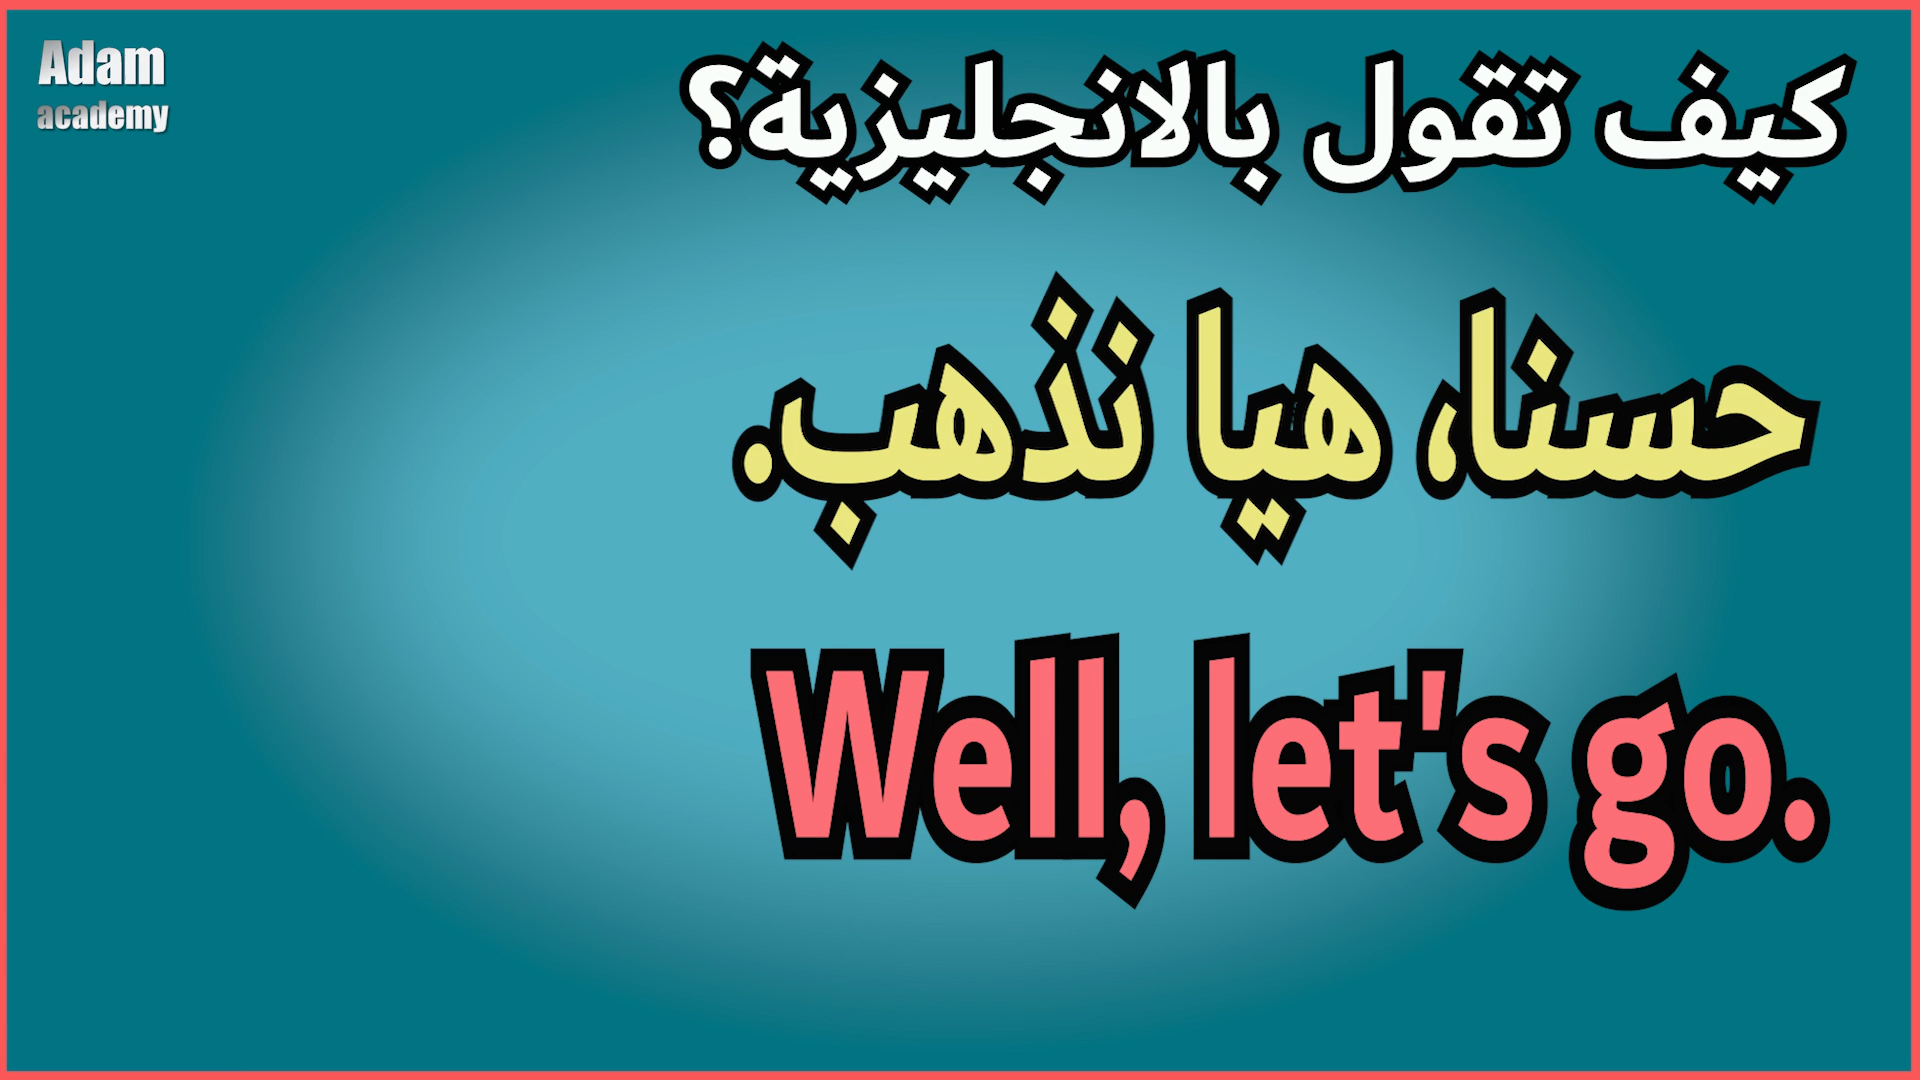 Adam
academy
كيف تقول بالانجليزية؟
حسنا، هيا نذهب.
Well, let's go.